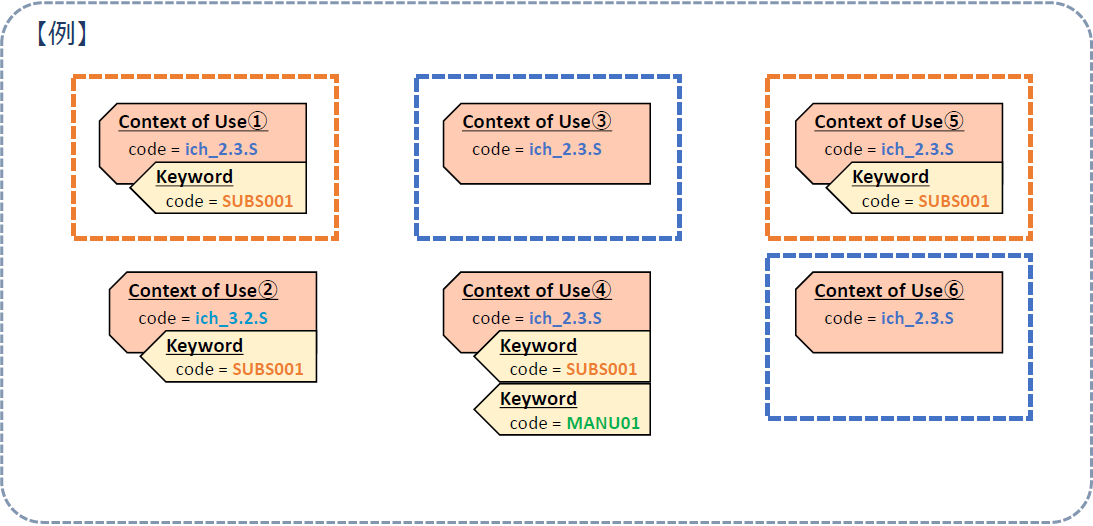 【例】
Context of Use①
code = ich_2.3.S
Keyword
code = SUBS001
Context of Use③
code = ich_2.3.S
Context of Use⑤
code = ich_2.3.S
Keyword
code = SUBS001
Context of Use②
code = ich_3.2.S
Keyword
code = SUBS001
Context of Use④
code = ich_2.3.S
Keyword
code = SUBS001
Keyword
code = MANU01
Context of Use⑥
code = ich_2.3.S